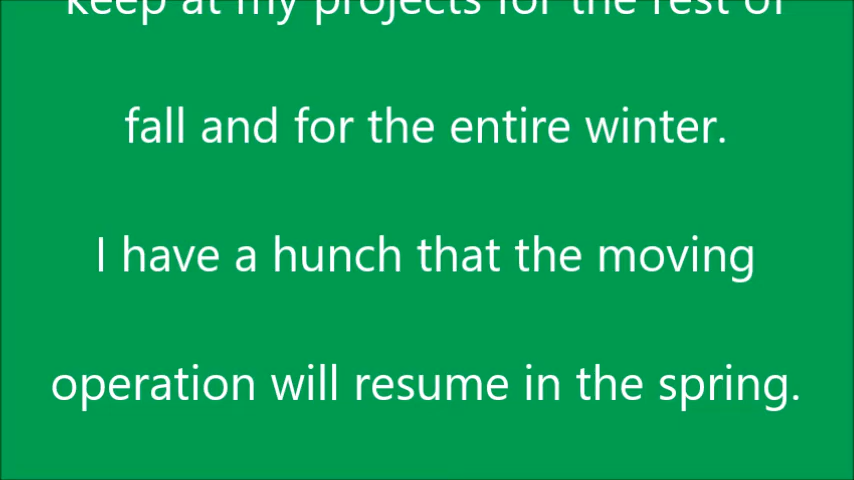 keep at my projects for the rest of
fall and for the entire winter.
I have a hunch that the moving
operation will resume in the spring.